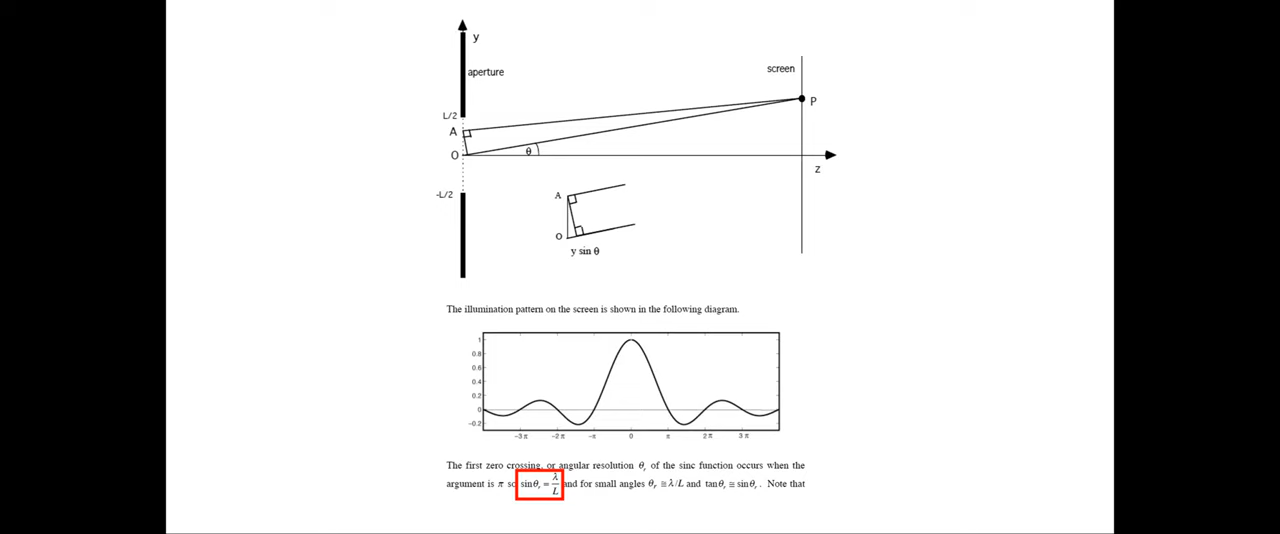 y
aperture
screen
L/2
P
A
O
θ
z
-L/2
A
O
y sin θ
The illumination pattern on the screen is shown in the following diagram.
1
0.8
0.6
0.4
0.2
0
-0.2
-3π -2π -π 0 π 2π 3π
The first zero crossing, or angular resolution θr of the sinc function occurs when the
argument is π so sinθr = λ/L and for small angles θr ≅ λ/L and tanθr ≅ sinθr. Note that